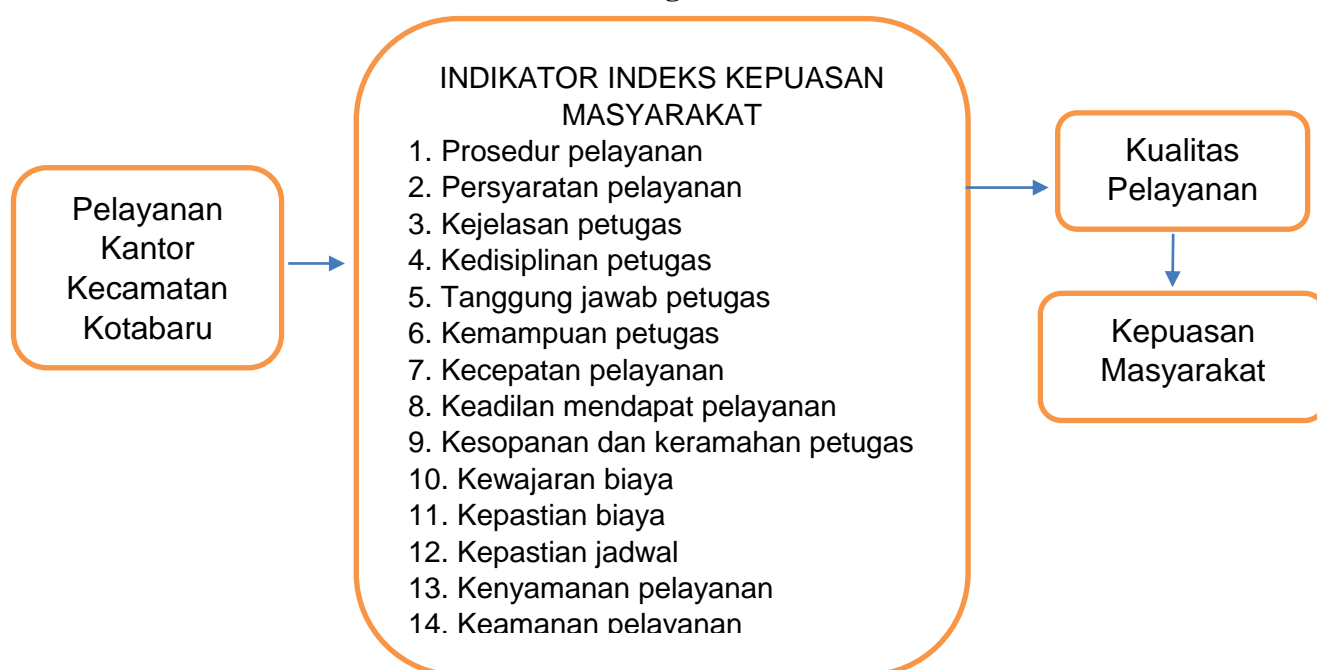 Pelayanan
Kantor
Kecamatan
Kotabaru
INDIKATOR INDEKS KEPUASAN
MASYARAKAT
1. Prosedur pelayanan
2. Persyaratan pelayanan
3. Kejelasan petugas
4. Kedisiplinan petugas
5. Tanggung jawab petugas
6. Kemampuan petugas
7. Kecepatan pelayanan
8. Keadilan mendapat pelayanan
9. Kesopanan dan keramahan petugas
10. Kewajaran biaya
11. Kepastian biaya
12. Kepastian jadwal
13. Kenyamanan pelayanan
14. Keamanan pelayanan
Kualitas
Pelayanan
Kepuasan
Masyarakat